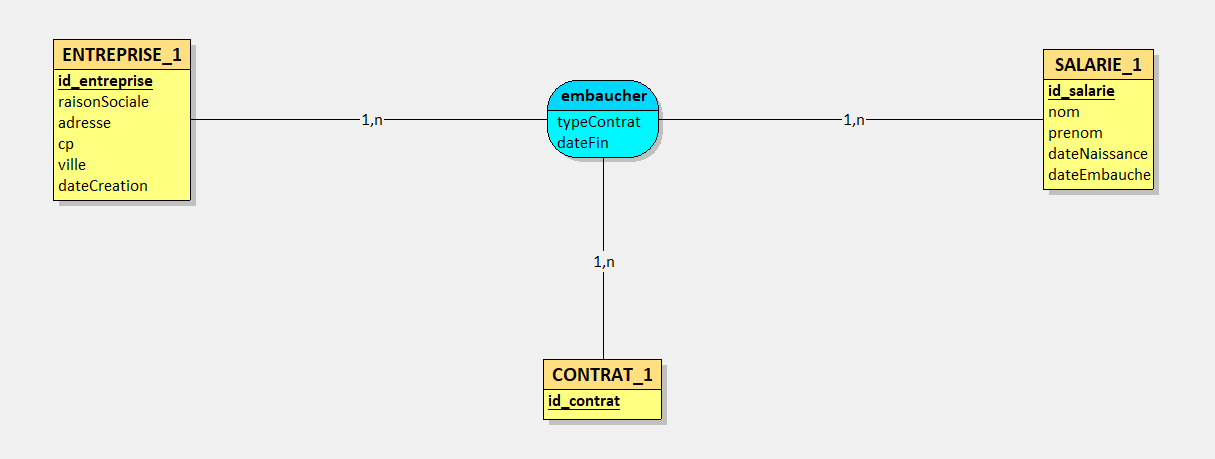 ENTREPRISE_1
id_entreprise
raisonSociale
adresse
cp
ville
dateCreation
1,n
embaucher
typeContrat
dateFin
1,n
SALARIE_1
id_salarie
nom
prenom
dateNaissance
dateEmbauche
1,n
CONTRAT_1
id_contrat